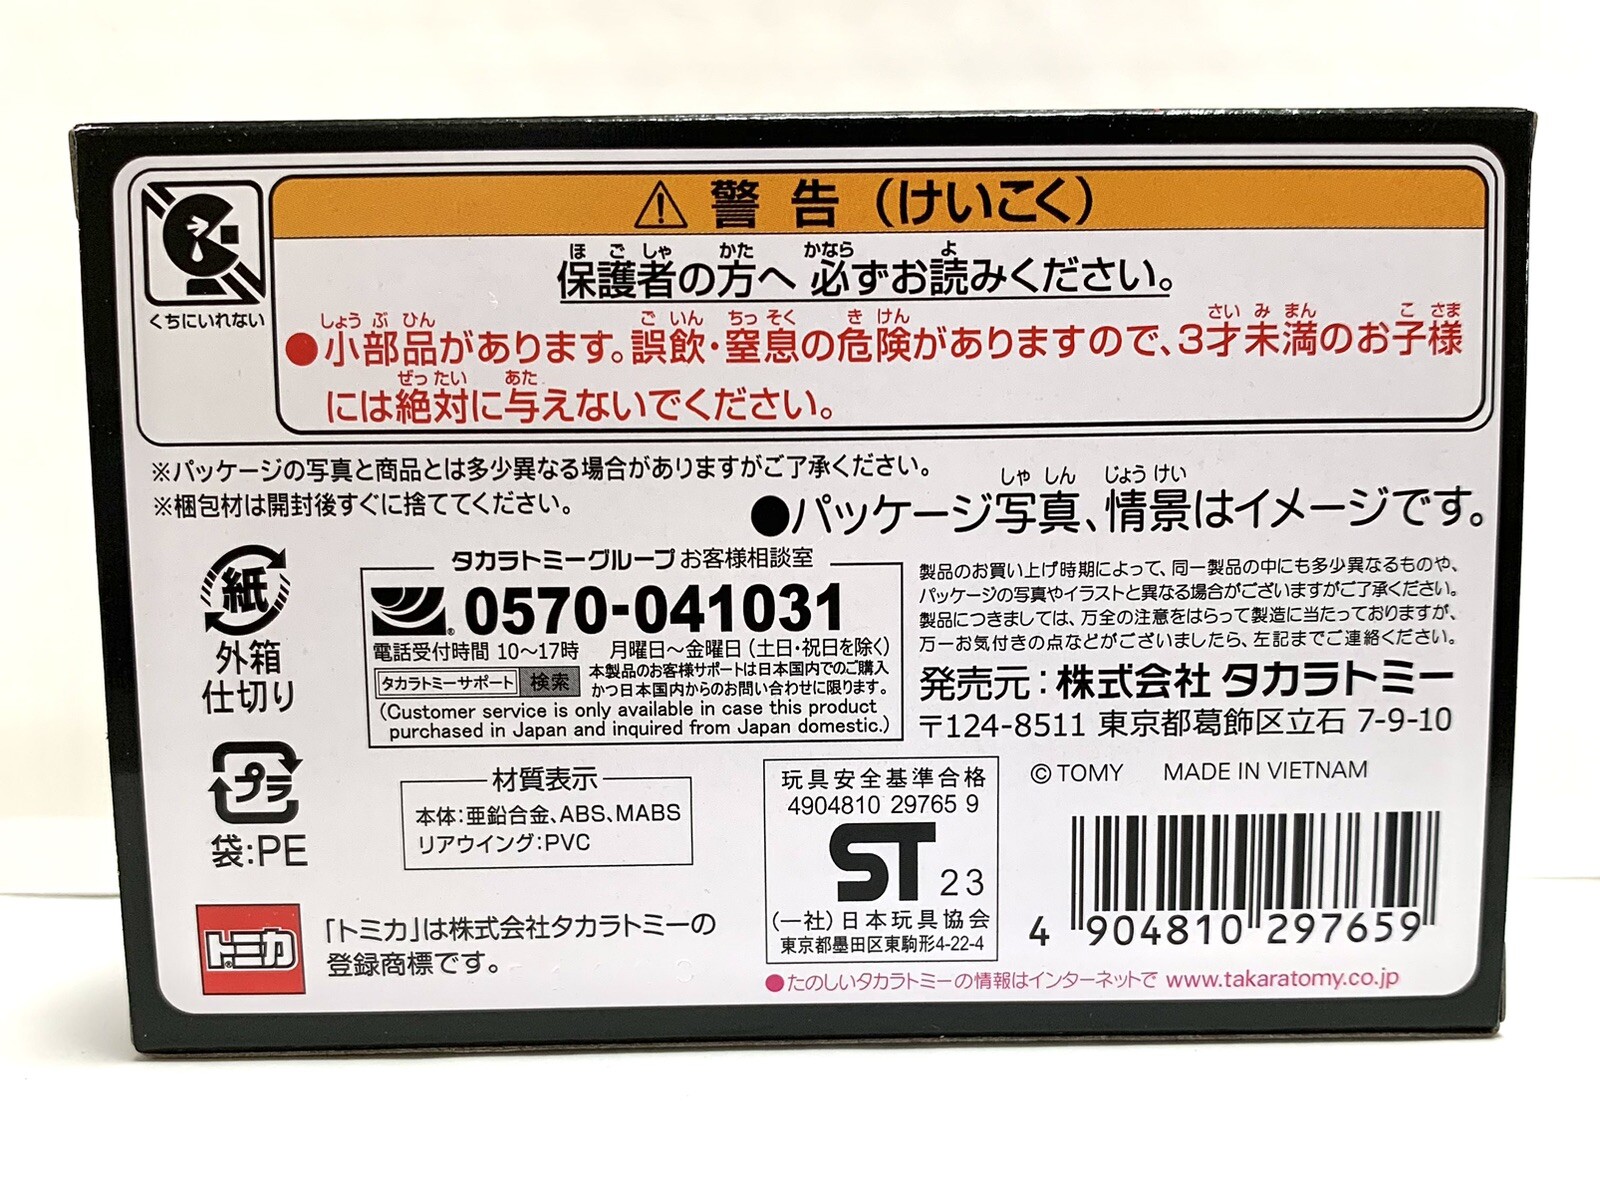 ⚠警告(けいこく)
くちにいれない
保護者の方へ 必ずお読みください。
ほごしゃ かた かなら よ
●小部品があります。誤飲・窒息の危険がありますので、3才未満のお子様
しょうぶひん ごいん ちっそく きけん さいみまん こさま
には絶対に与えないでください。
ぜったい あた
※パッケージの写真と商品とは多少異なる場合がありますがご了承ください。
※梱包材は開封後すぐに捨ててください。
しゃしん じょうけい
●パッケージ写真、情景はイメージです。
紙
外箱
仕切り
プラ
袋:PE
タカラトミーグループお客様相談室
0570-041031
電話受付時間 10〜17時 月曜日〜金曜日(土日・祝日を除く)
タカラトミーサポート 検索
本製品のお客様サポートは日本国内でのご購入
かつ日本国内からのお問い合わせに限ります。
(Customer service is only available in case this product
purchased in Japan and inquired from Japan domestic.)
製品のお買い上げ時期によって、同一製品の中にも多少異なるものや、
パッケージの写真やイラストと異なる場合がございますがご了承ください。
製品につきましては、万全の注意をはらって製造に当たっておりますが、
万一お気付きの点などがございましたら、左記までご連絡ください。
発売元:株式会社タカラトミー
〒124-8511 東京都葛飾区立石 7-9-10
© TOMY MADE IN VIETNAM
材質表示
本体:亜鉛合金、ABS、MABS
リアウイング:PVC
玩具安全基準合格
4904810 29765 9
ST 23
(一社)日本玩具協会
東京都墨田区東駒形4-22-4
4 904810 297659
トミカ
「トミカ」は株式会社タカラトミーの
登録商標です。
●たのしいタカラトミーの情報はインターネットで www.takaratomy.co.jp